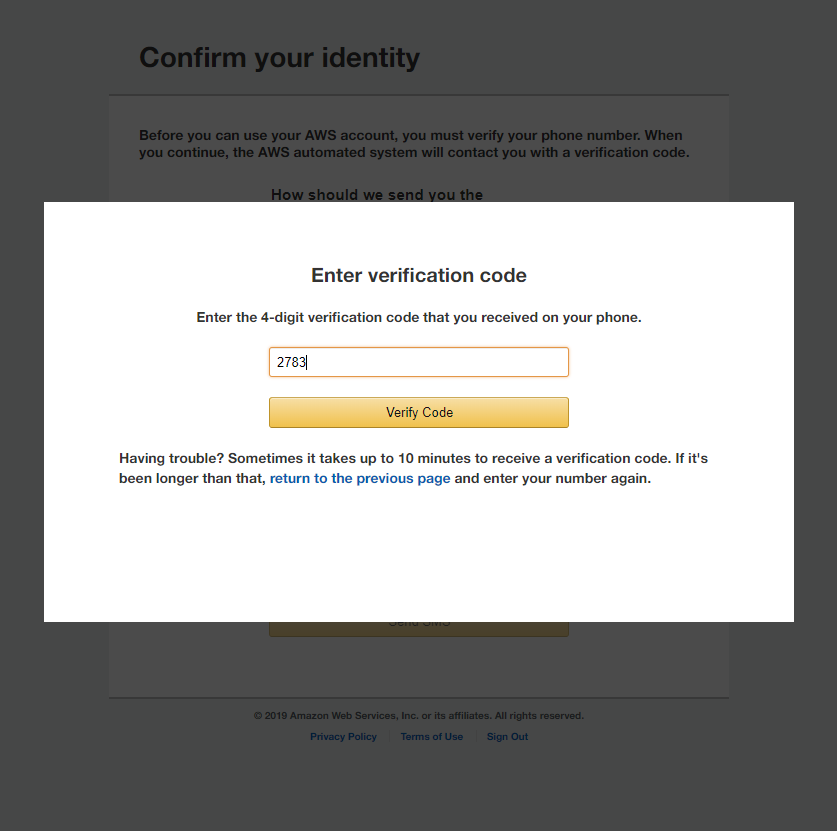 Confirm your identity
Before you can use your AWS account, you must verify your phone number. When
you continue, the AWS automated system will contact you with a verification code.
How should we send you the
Enter verification code
Enter the 4-digit verification code that you received on your phone.
2783
Verify Code
Having trouble? Sometimes it takes up to 10 minutes to receive a verification code. If it's
been longer than that, return to the previous page and enter your number again.
Send SMS
© 2019 Amazon Web Services, Inc. or its affiliates. All rights reserved.
Privacy Policy Terms of Use Sign Out